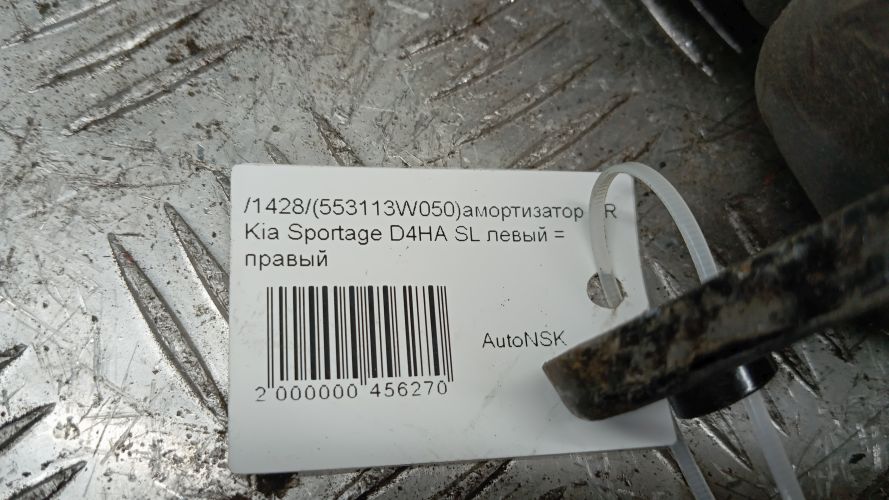 /1428/(553113W050)амортизатор R
Kia Sportage D4HA SL левый =
правый
AutoNSK
2 000000 456270